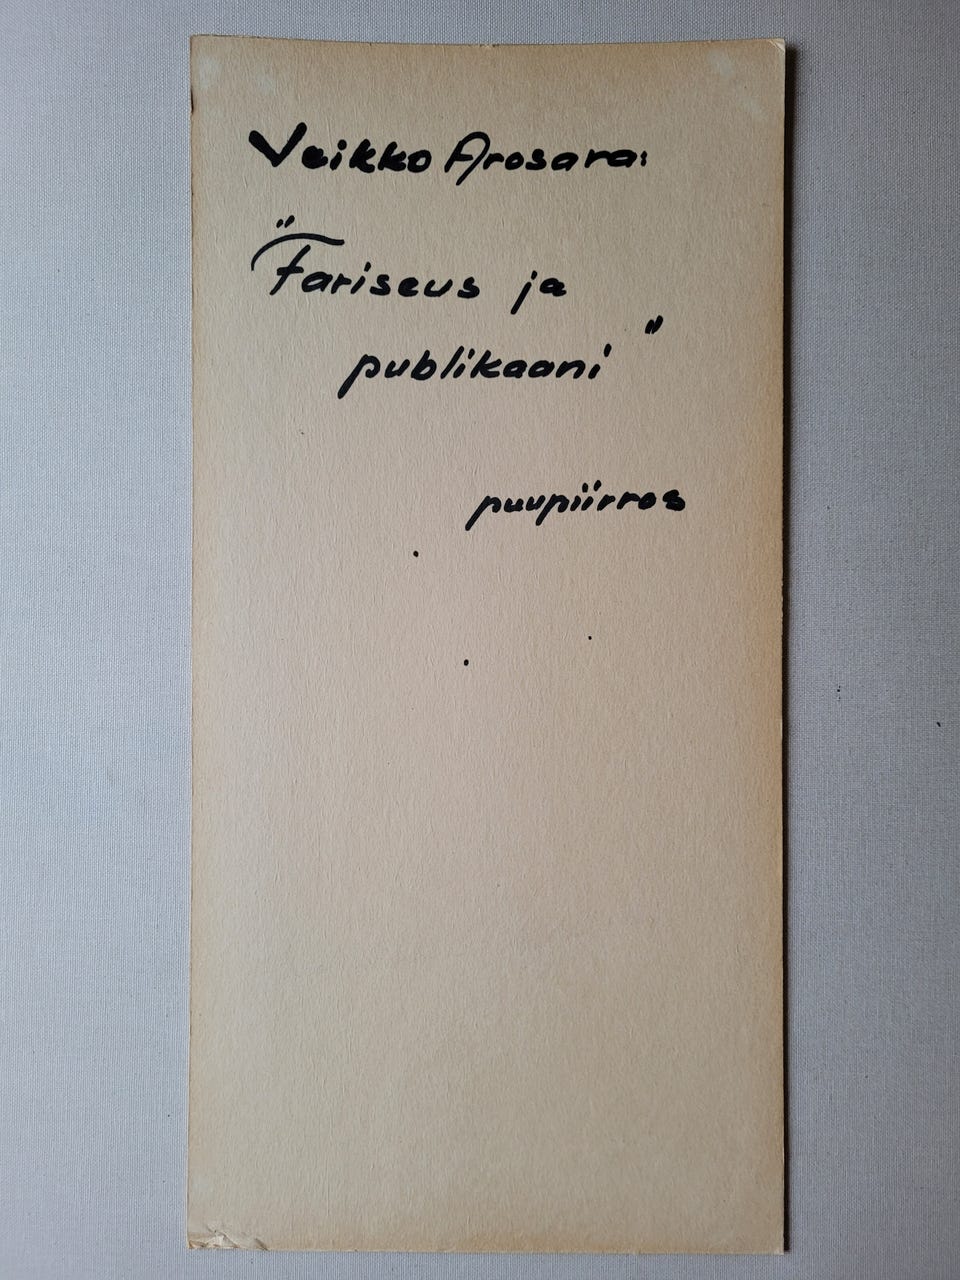 Veikko Arosara:
"Fariseus ja
publikaani"
puupiirros